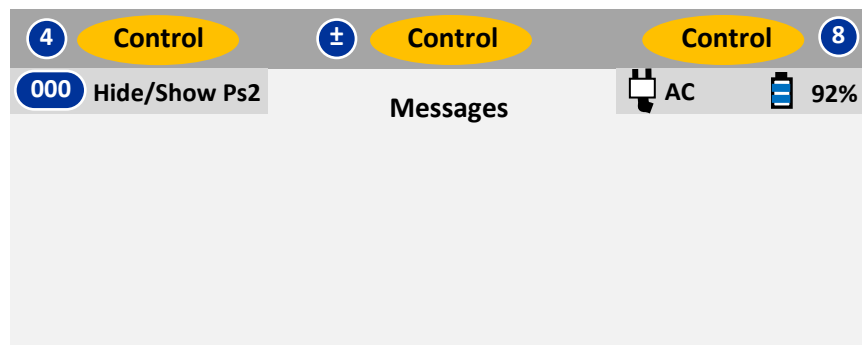 4 Control ± Control Control 8
000 Hide/Show Ps2 Messages AC 92%